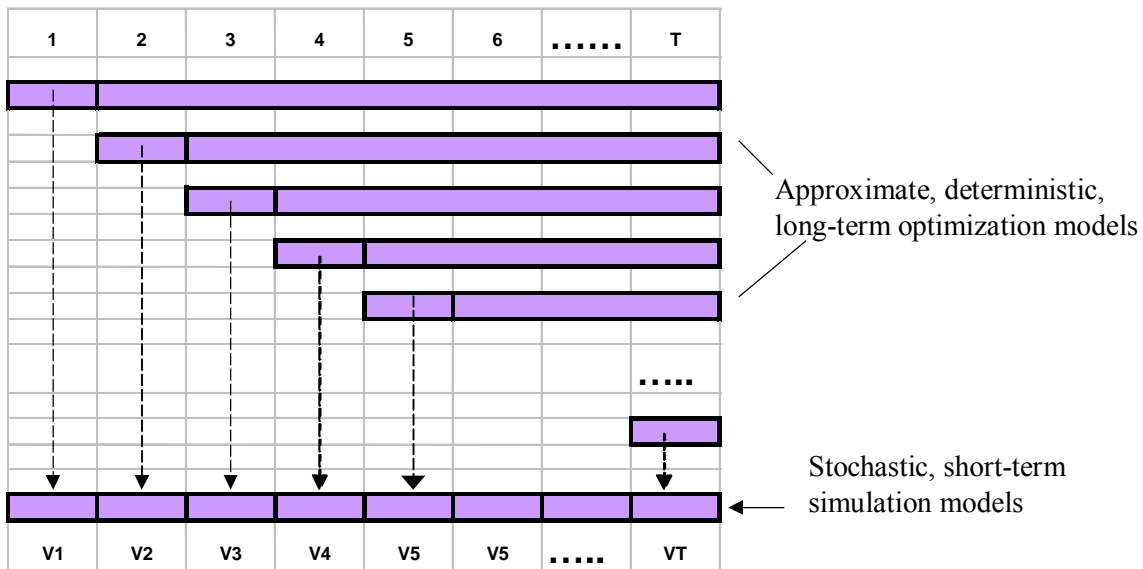 1 2 3 4 5 6 ...... T
Approximate, deterministic,
long-term optimization models
.....
Stochastic, short-term
simulation models
V1 V2 V3 V4 V5 V5 ..... VT